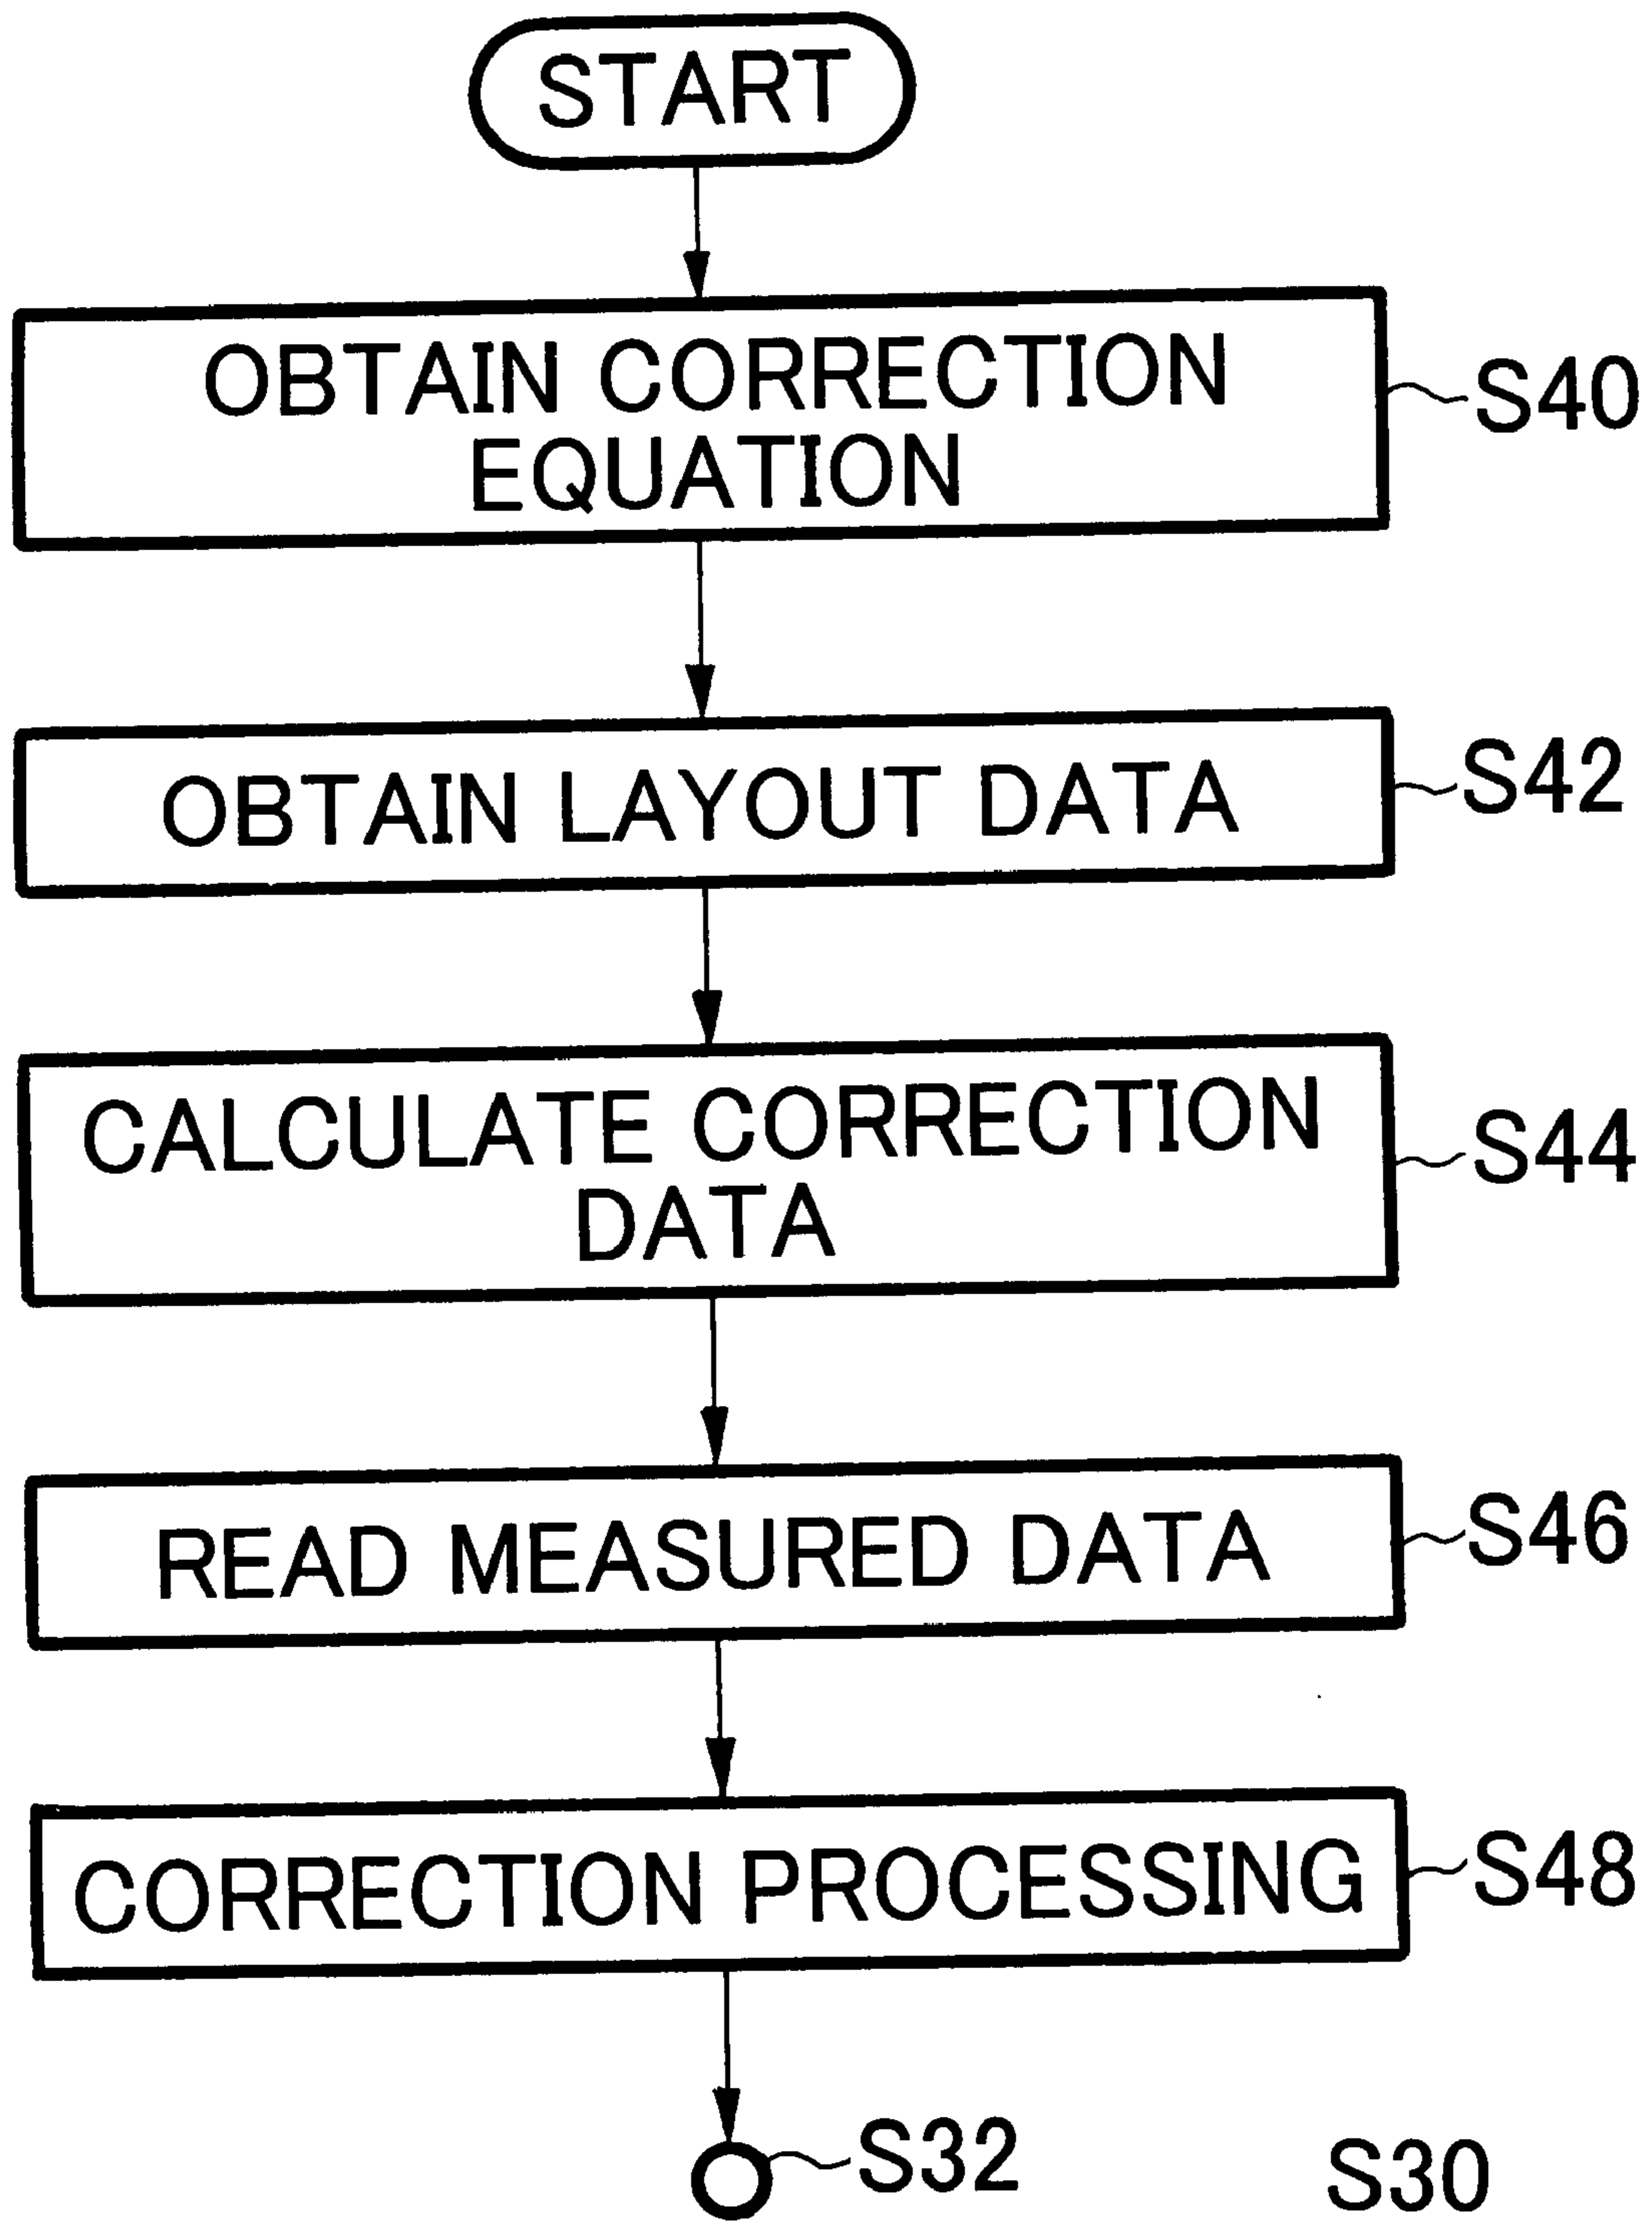 START
OBTAIN CORRECTION
EQUATION
S40
OBTAIN LAYOUT DATA
S42
CALCULATE CORRECTION
DATA
S44
READ MEASURED DATA
S46
CORRECTION PROCESSING
S48
S32
S30